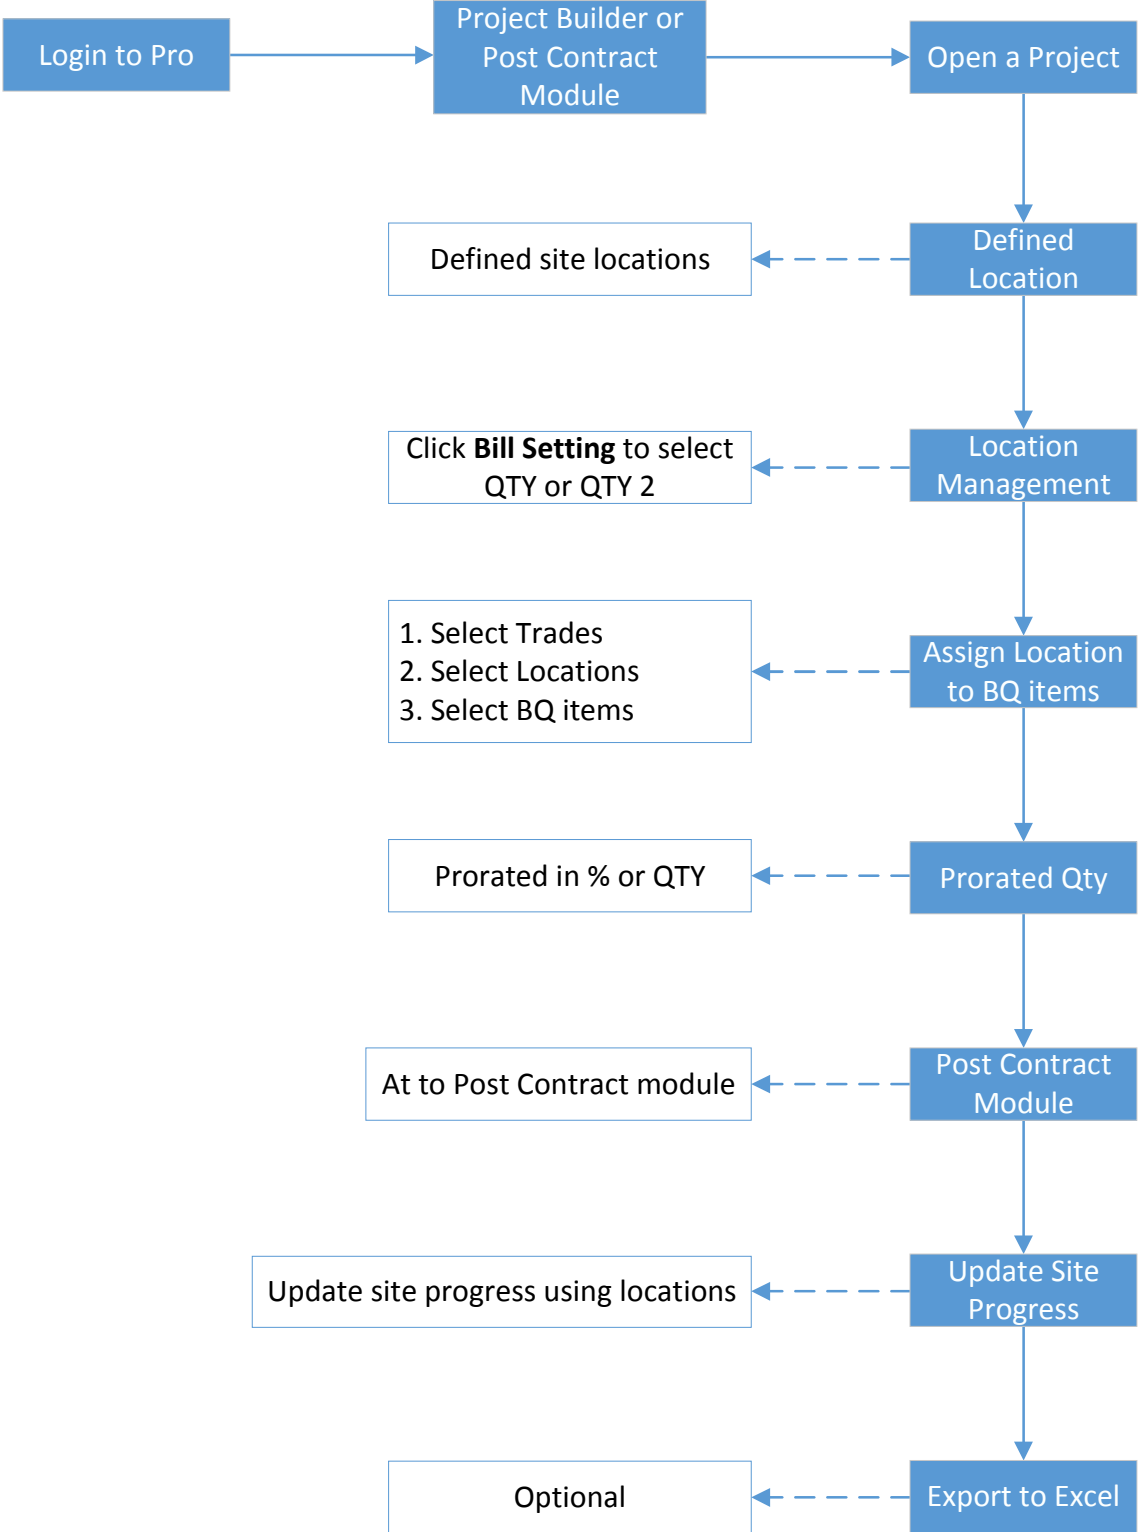 Login to Pro
Project Builder or
Post Contract
Module
Open a Project
Defined site locations
Defined
Location
Click Bill Setting to select
QTY or QTY 2
Location
Management
1. Select Trades
2. Select Locations
3. Select BQ items
Assign Location
to BQ items
Prorated in % or QTY
Prorated Qty
At to Post Contract module
Post Contract
Module
Update site progress using locations
Update Site
Progress
Optional
Export to Excel